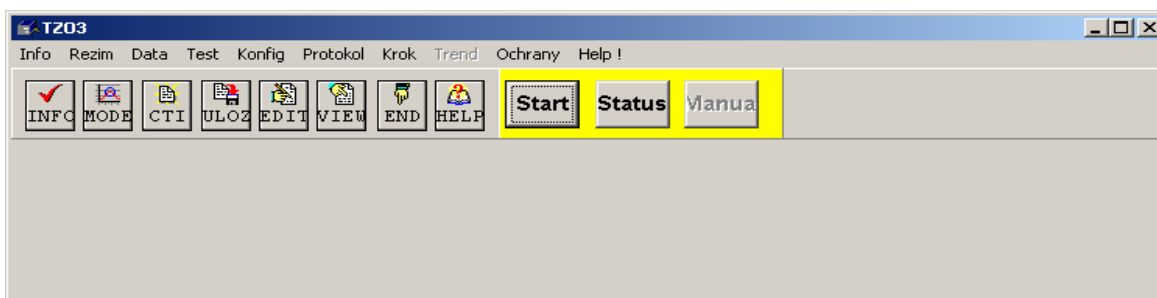 TZ03
Info Rezim Data Test Konfig Protokol Krok Trend Ochrany Help !
INFO MODE CTI ULOZ EDIT VIEW END HELP Start Status Manua